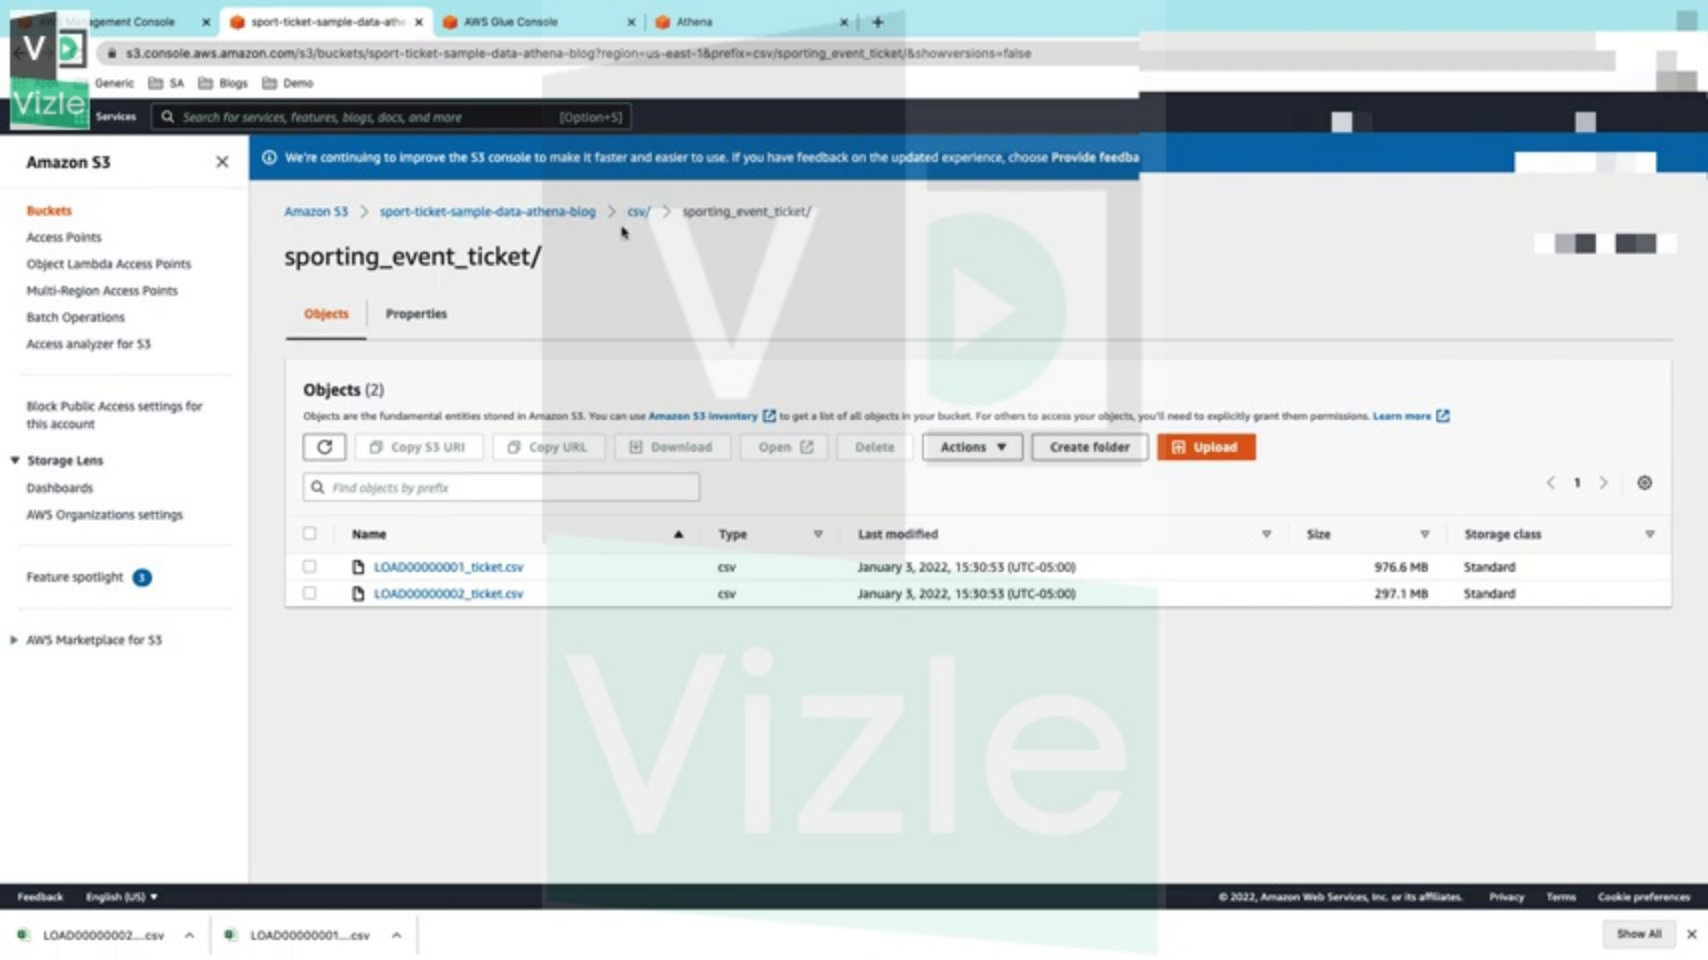 Management Console
sport-ticket-sample-data-athe
AWS Glue Console
Athena
s3.console.aws.amazon.com/s3/buckets/sport-ticket-sample-data-athena-blog?region=us-east-1&prefix=csv/sporting_event_ticket/&showversions=false
Generic SA Blogs Demo
V
Vizle
Services
Search for services, features, blogs, docs, and more [Option+S]
Amazon S3
We're continuing to improve the S3 console to make it faster and easier to use. If you have feedback on the updated experience, choose Provide feedba
Buckets
Access Points
Object Lambda Access Points
Multi-Region Access Points
Batch Operations
Access analyzer for S3
Block Public Access settings for
this account
Storage Lens
Dashboards
AWS Organizations settings
Feature spotlight 3
AWS Marketplace for S3
Amazon S3 > sport-ticket-sample-data-athena-blog > csv/ > sporting_event_ticket/
sporting_event_ticket/
Objects
Properties
Objects (2)
Objects are the fundamental entities stored in Amazon S3. You can use Amazon S3 inventory to get a list of all objects in your bucket. For others to access your objects, you'll need to explicitly grant them permissions. Learn more
Copy S3 URI
Copy URL
Download
Open
Delete
Actions
Create folder
Upload
Find objects by prefix
1
Name Type Last modified Size Storage class
LOAD00000001_ticket.csv csv January 3, 2022, 15:30:53 (UTC-05:00) 976.6 MB Standard
LOAD00000002_ticket.csv csv January 3, 2022, 15:30:53 (UTC-05:00) 297.1 MB Standard
V
Vizle
Feedback English (US)
© 2022, Amazon Web Services, Inc. or its affiliates. Privacy Terms Cookie preferences
LOAD00000002....csv
LOAD00000001....csv
Show All